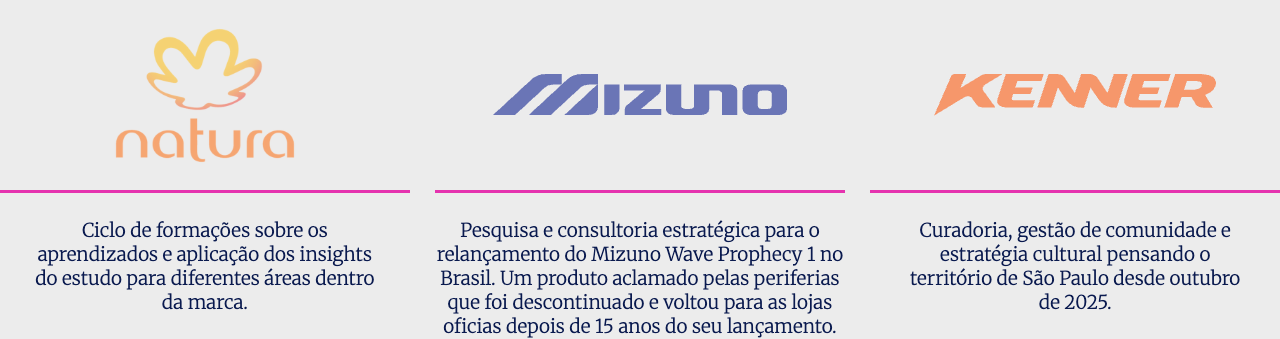 natura
MIZUNO
KENNER
Ciclo de formações sobre os
aprendizados e aplicação dos insights
do estudo para diferentes áreas dentro
da marca.
Pesquisa e consultoria estratégica para o
relançamento do Mizuno Wave Prophecy 1 no
Brasil. Um produto aclamado pelas periferias
que foi descontinuado e voltou para as lojas
oficias depois de 15 anos do seu lançamento.
Curadoria, gestão de comunidade e
estratégia cultural pensando o
território de São Paulo desde outubro
de 2025.